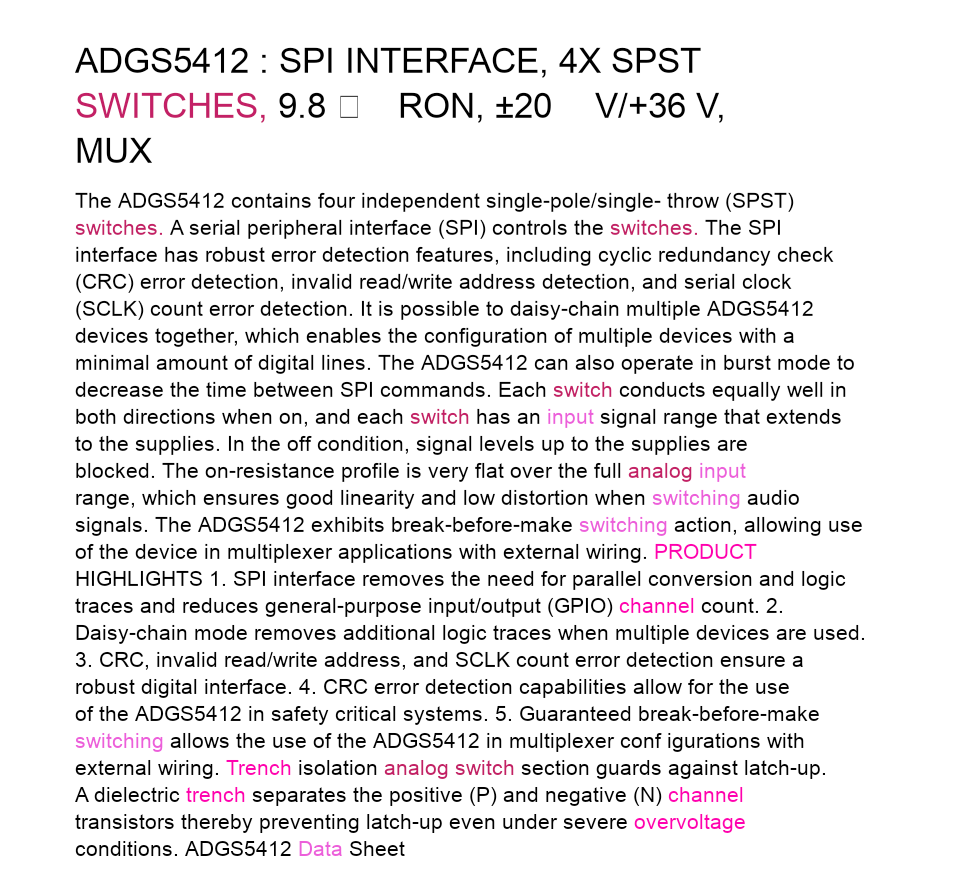 ADGS5412 : SPI INTERFACE, 4X SPST
SWITCHES, 9.8 □ RON, ±20 V/+36 V,
MUX
The ADGS5412 contains four independent single-pole/single- throw (SPST)
switches. A serial peripheral interface (SPI) controls the switches. The SPI
interface has robust error detection features, including cyclic redundancy check
(CRC) error detection, invalid read/write address detection, and serial clock
(SCLK) count error detection. It is possible to daisy-chain multiple ADGS5412
devices together, which enables the configuration of multiple devices with a
minimal amount of digital lines. The ADGS5412 can also operate in burst mode to
decrease the time between SPI commands. Each switch conducts equally well in
both directions when on, and each switch has an input signal range that extends
to the supplies. In the off condition, signal levels up to the supplies are
blocked. The on-resistance profile is very flat over the full analog input
range, which ensures good linearity and low distortion when switching audio
signals. The ADGS5412 exhibits break-before-make switching action, allowing use
of the device in multiplexer applications with external wiring. PRODUCT
HIGHLIGHTS 1. SPI interface removes the need for parallel conversion and logic
traces and reduces general-purpose input/output (GPIO) channel count. 2.
Daisy-chain mode removes additional logic traces when multiple devices are used.
3. CRC, invalid read/write address, and SCLK count error detection ensure a
robust digital interface. 4. CRC error detection capabilities allow for the use
of the ADGS5412 in safety critical systems. 5. Guaranteed break-before-make
switching allows the use of the ADGS5412 in multiplexer conf igurations with
external wiring. Trench isolation analog switch section guards against latch-up.
A dielectric trench separates the positive (P) and negative (N) channel
transistors thereby preventing latch-up even under severe overvoltage
conditions. ADGS5412 Data Sheet